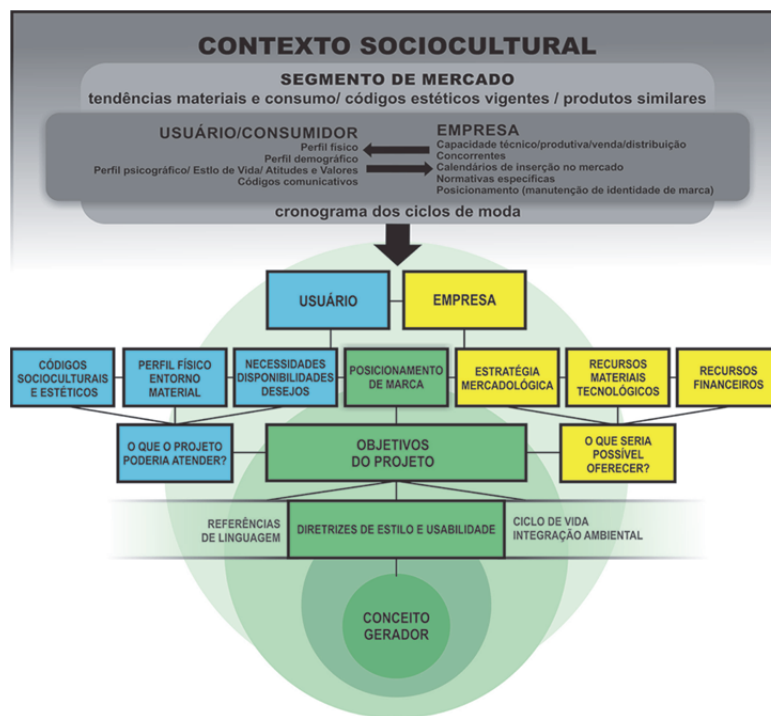 CONTEXTO SOCIOCULTURAL
SEGMENTO DE MERCADO
tendências materiais e consumo/ códigos estéticos vigentes / produtos similares
USUÁRIO/CONSUMIDOR
Perfil físico
Perfil demográfico
Perfil psicográfico/ Estlo de Vida/ Atitudes e Valores
Códigos comunicativos
EMPRESA
Capacidade técnico/produtiva/venda/distribuição
Concorrentes
Calendários de inserção no mercado
Normativas específicas
Posicionamento (manutenção de identidade de marca)
cronograma dos ciclos de moda
USUÁRIO
EMPRESA
CÓDIGOS
SOCIOCULTURAIS
E ESTÉTICOS
PERFIL FÍSICO
ENTORNO
MATERIAL
NECESSIDADES
DISPONIBILIDADES
DESEJOS
POSICIONAMENTO
DE MARCA
ESTRATÉGIA
MERCADOLÓGICA
RECURSOS
MATERIAIS
TECNOLÓGICOS
RECURSOS
FINANCEIROS
O QUE O PROJETO
PODERIA ATENDER?
OBJETIVOS
DO PROJETO
O QUE SERIA
POSSÍVEL
OFERECER?
REFERÊNCIAS
DE LINGUAGEM
DIRETRIZES DE ESTILO E USABILIDADE
CICLO DE VIDA
INTEGRAÇÃO AMBIENTAL
CONCEITO
GERADOR